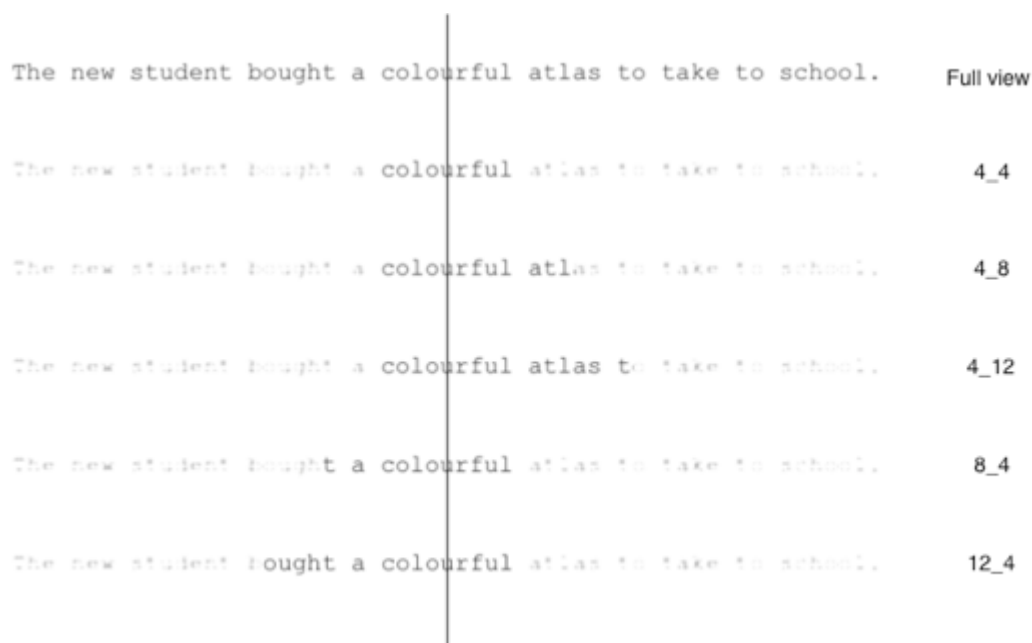 The new student bought a colourful atlas to take to school. Full view
The new student bought a colourful atlas to take to school. 4_4
The new student bought a colourful atlas to take to school. 4_8
The new student bought a colourful atlas to take to school. 4_12
The new student bought a colourful atlas to take to school. 8_4
The new student bought a colourful atlas to take to school. 12_4